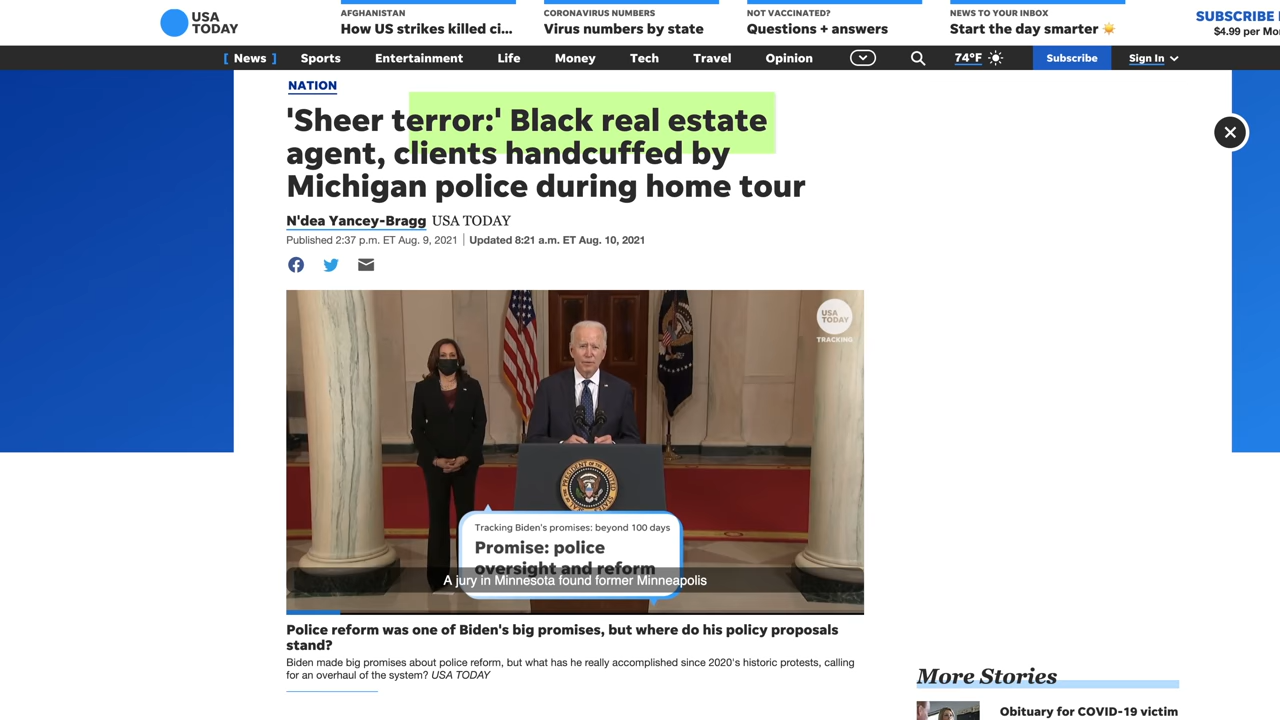 USA
TODAY
AFGHANISTAN
How US strikes killed ci...
CORONAVIRUS NUMBERS
Virus numbers by state
NOT VACCINATED?
Questions + answers
NEWS TO YOUR INBOX
Start the day smarter ☀️
SUBSCRIBE
$4.99 per Mo
[ News ]
Sports
Entertainment
Life
Money
Tech
Travel
Opinion
74°F
Subscribe
Sign In
NATION
'Sheer terror:' Black real estate
agent, clients handcuffed by
Michigan police during home tour
N'dea Yancey-Bragg USA TODAY
Published 2:37 p.m. ET Aug. 9, 2021 | Updated 8:21 a.m. ET Aug. 10, 2021
USA
TODAY
TRACKING
Tracking Biden's promises: beyond 100 days
Promise: police
oversight and reform
A jury in Minnesota found former Minneapolis
Police reform was one of Biden's big promises, but where do his policy proposals
stand?
Biden made big promises about police reform, but what has he really accomplished since 2020's historic protests, calling
for an overhaul of the system? USA TODAY
More Stories
Obituary for COVID-19 victim